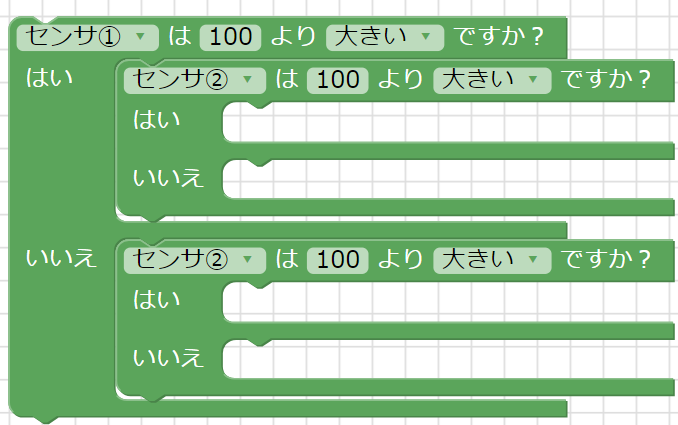 センサ① は 100 より 大きい ですか？
はい センサ② は 100 より 大きい ですか？
はい
いいえ
いいえ センサ② は 100 より 大きい ですか？
はい
いいえ